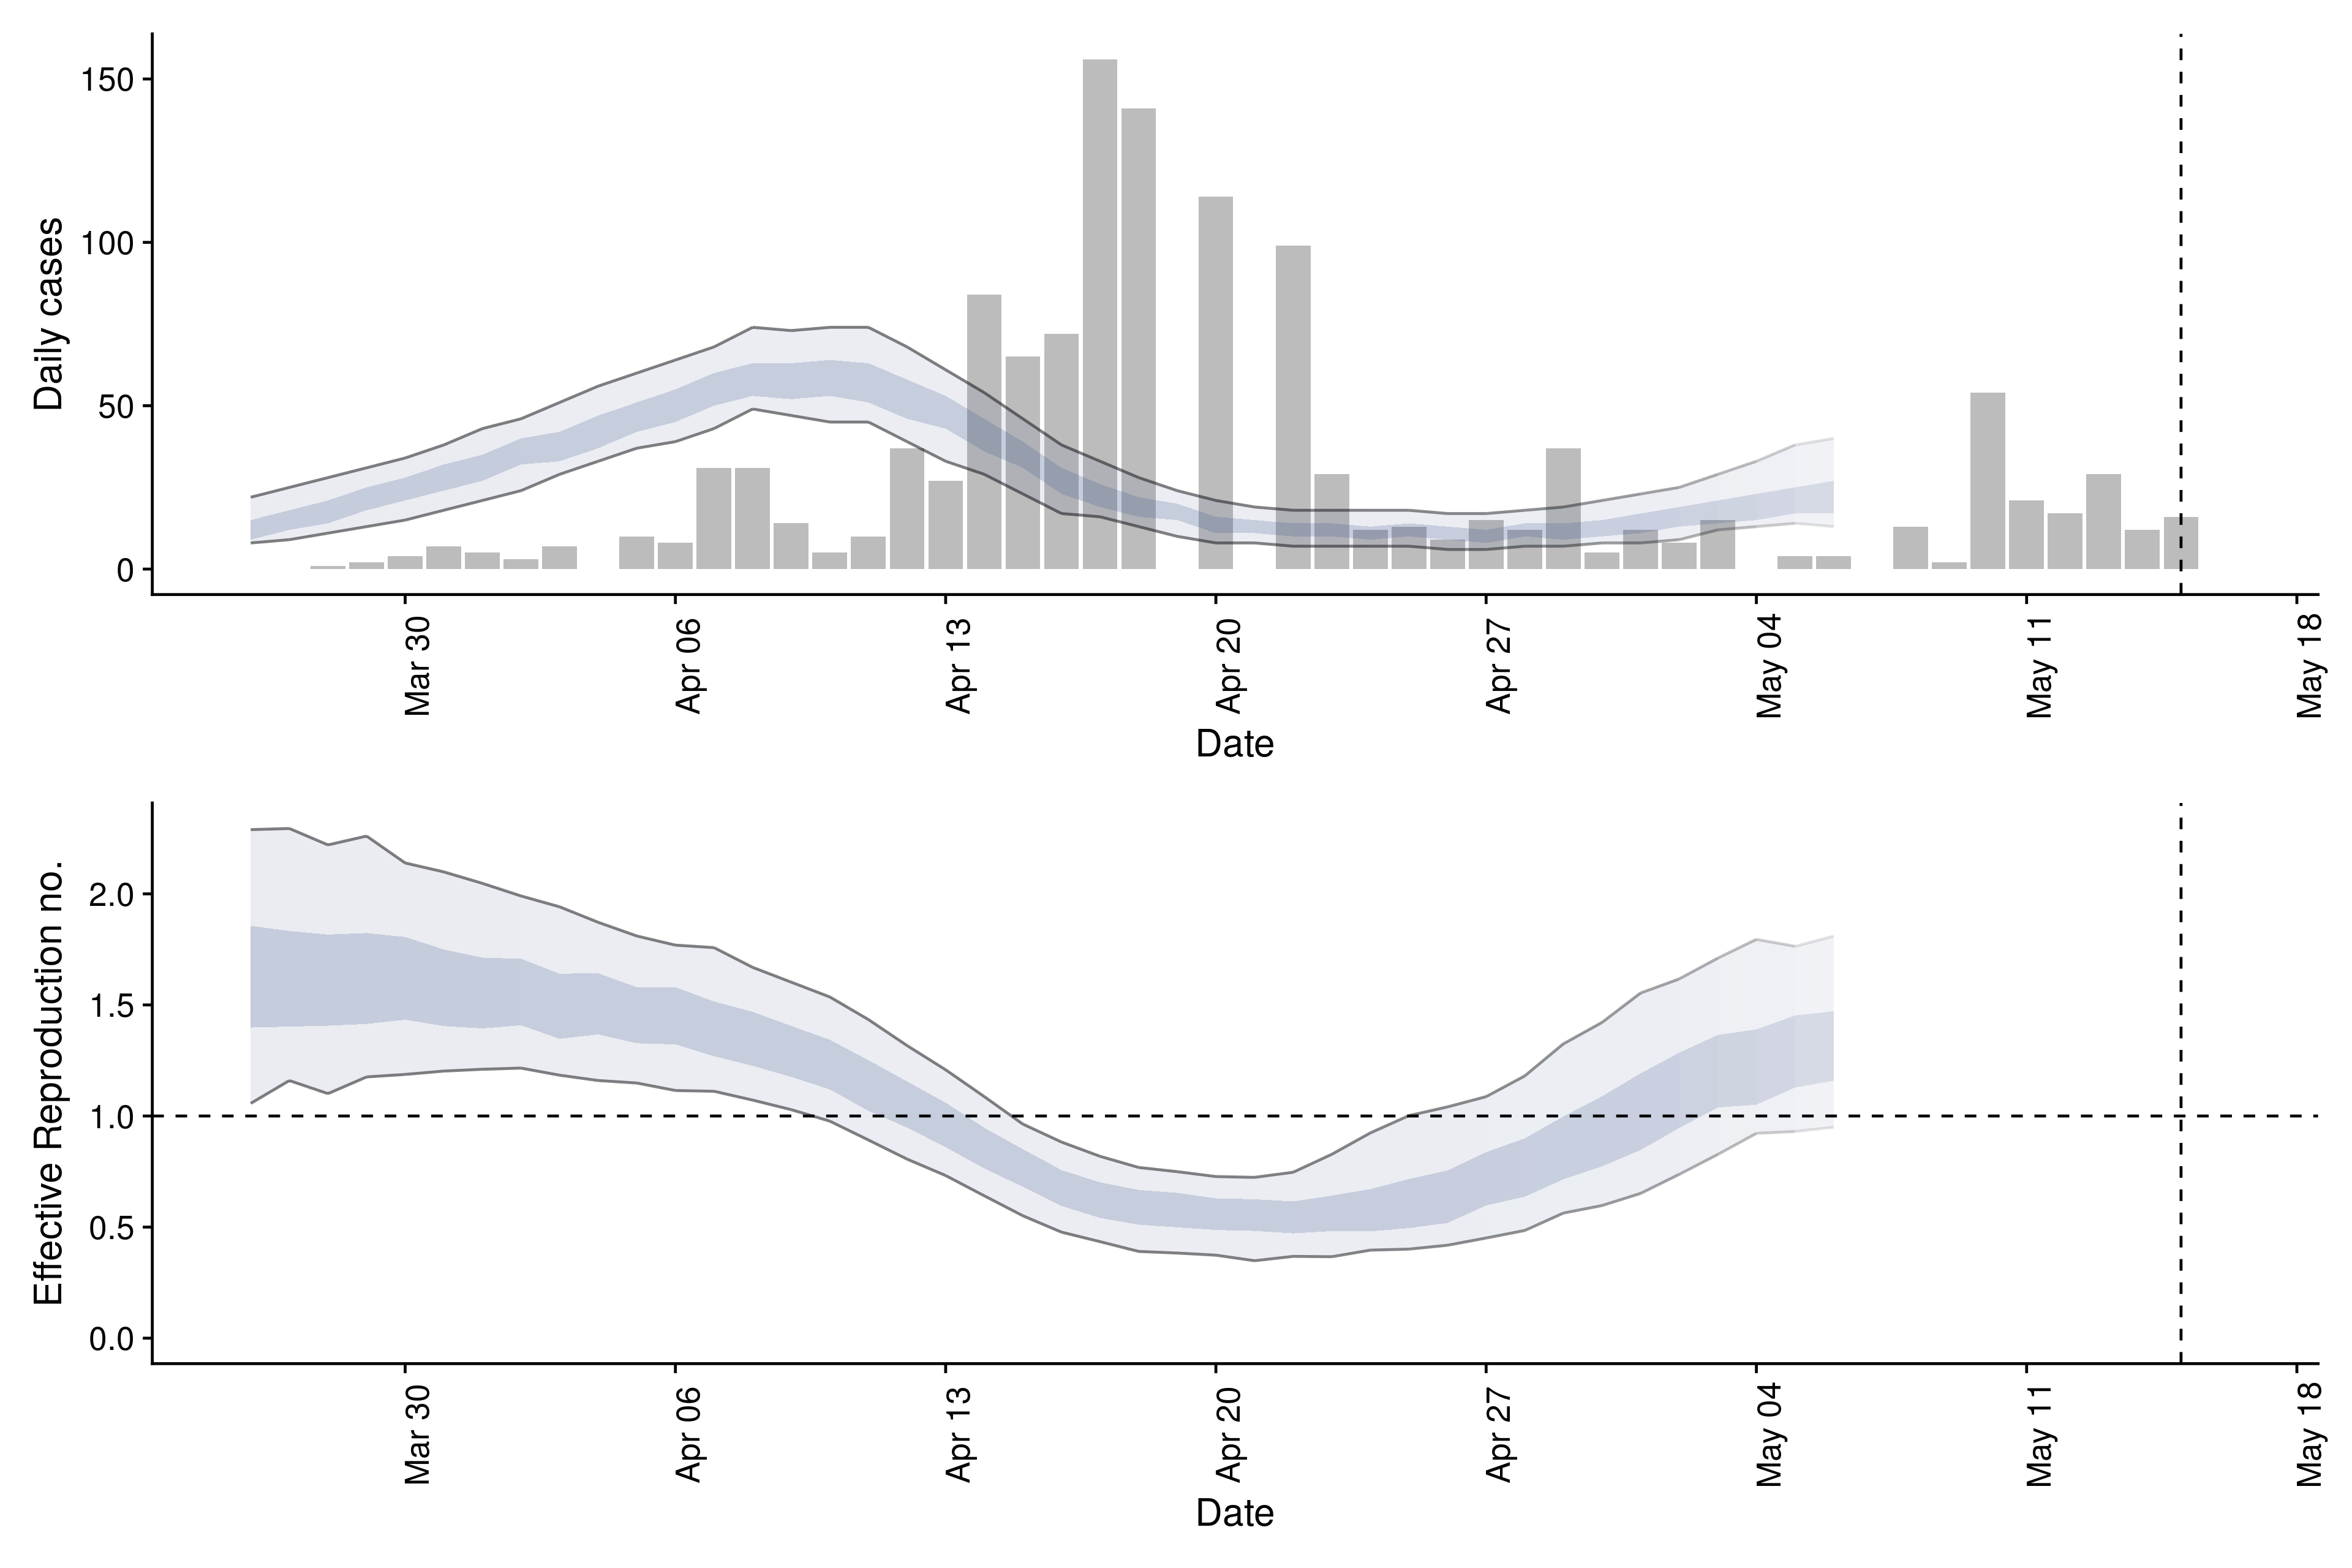 Daily cases
150
100
50
0
Mar 30
Apr 06
Apr 13
Apr 20
Apr 27
May 04
May 11
May 18
Date
Effective Reproduction no.
2.0
1.5
1.0
0.5
0.0
Mar 30
Apr 06
Apr 13
Apr 20
Apr 27
May 04
May 11
May 18
Date